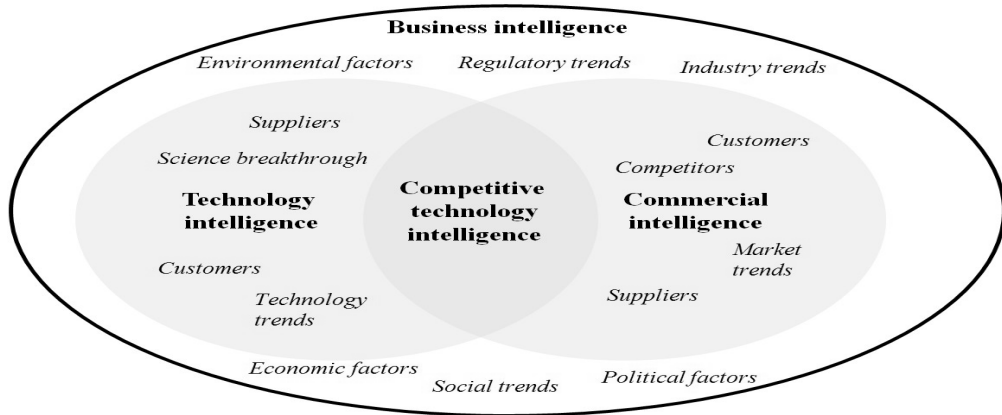 Business intelligence
Environmental factors
Regulatory trends
Industry trends
Suppliers
Science breakthrough
Technology
intelligence
Customers
Technology
trends
Competitive
technology
intelligence
Customers
Competitors
Commercial
intelligence
Market
trends
Suppliers
Economic factors
Social trends
Political factors